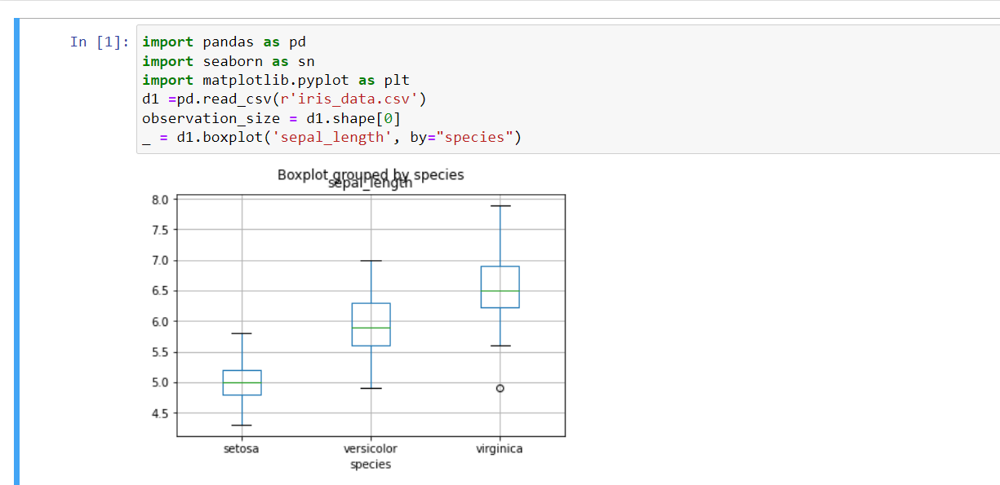 In [1]: import pandas as pd
import seaborn as sn
import matplotlib.pyplot as plt
d1 =pd.read_csv(r'iris_data.csv')
observation_size = d1.shape[0]
_ = d1.boxplot('sepal_length', by="species")
Boxplot grouped by species
sepal_length
8.0
7.5
7.0
6.5
6.0
5.5
5.0
4.5
setosa versicolor virginica
species